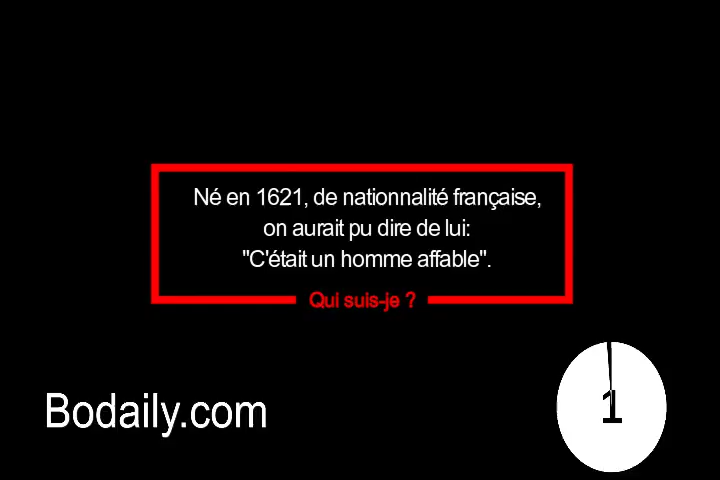 Né en 1621, de nationnalité française,
on aurait pu dire de lui:
"C'était un homme affable".
Qui suis-je ?
Bodaily.com
1